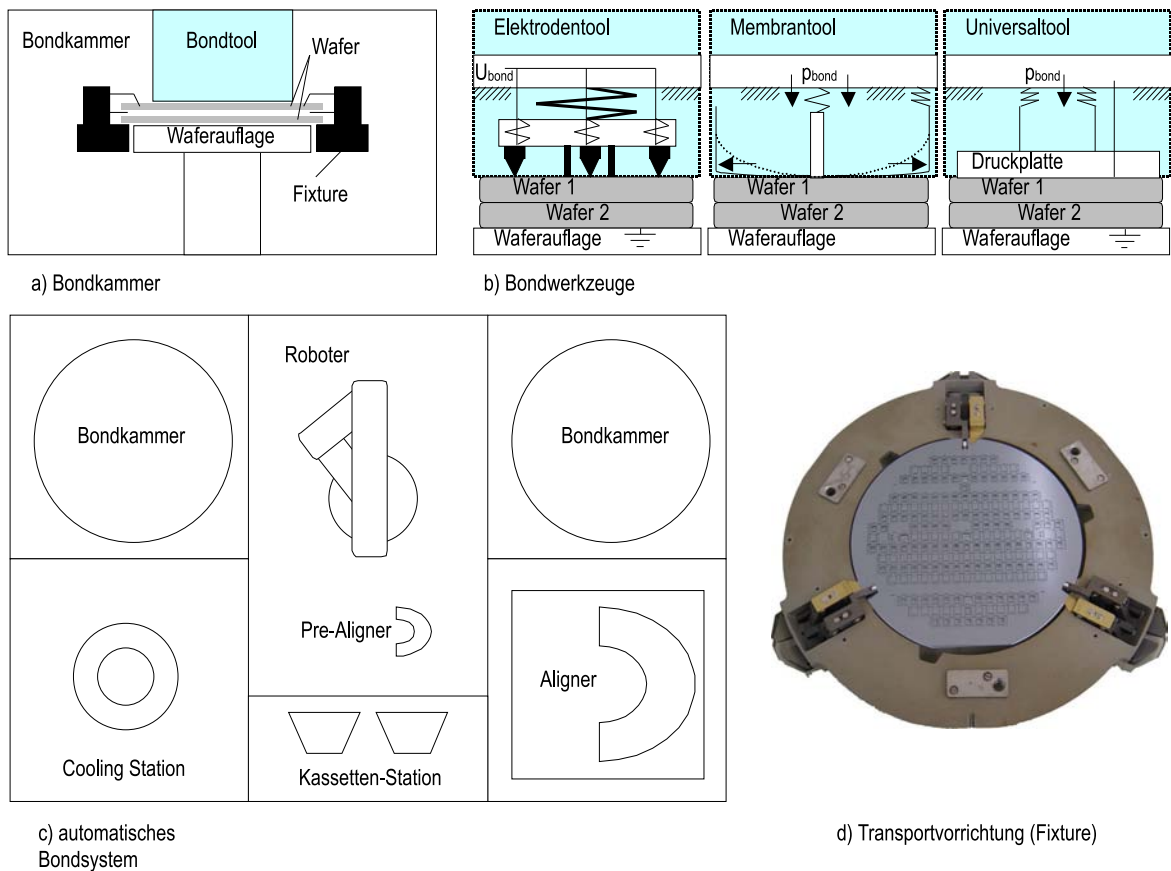 Bondkammer
Bondtool
Wafer
Waferauflage
Fixture
a) Bondkammer
Elektrodentool
Ubond
Wafer 1
Wafer 2
Waferauflage
Membrantool
pbond
Wafer 1
Wafer 2
Waferauflage
Universaltool
pbond
Druckplatte
Wafer 1
Wafer 2
Waferauflage
b) Bondwerkzeuge
Bondkammer
Roboter
Bondkammer
Pre-Aligner
Aligner
Cooling Station
Kassetten-Station
c) automatisches
Bondsystem
d) Transportvorrichtung (Fixture)